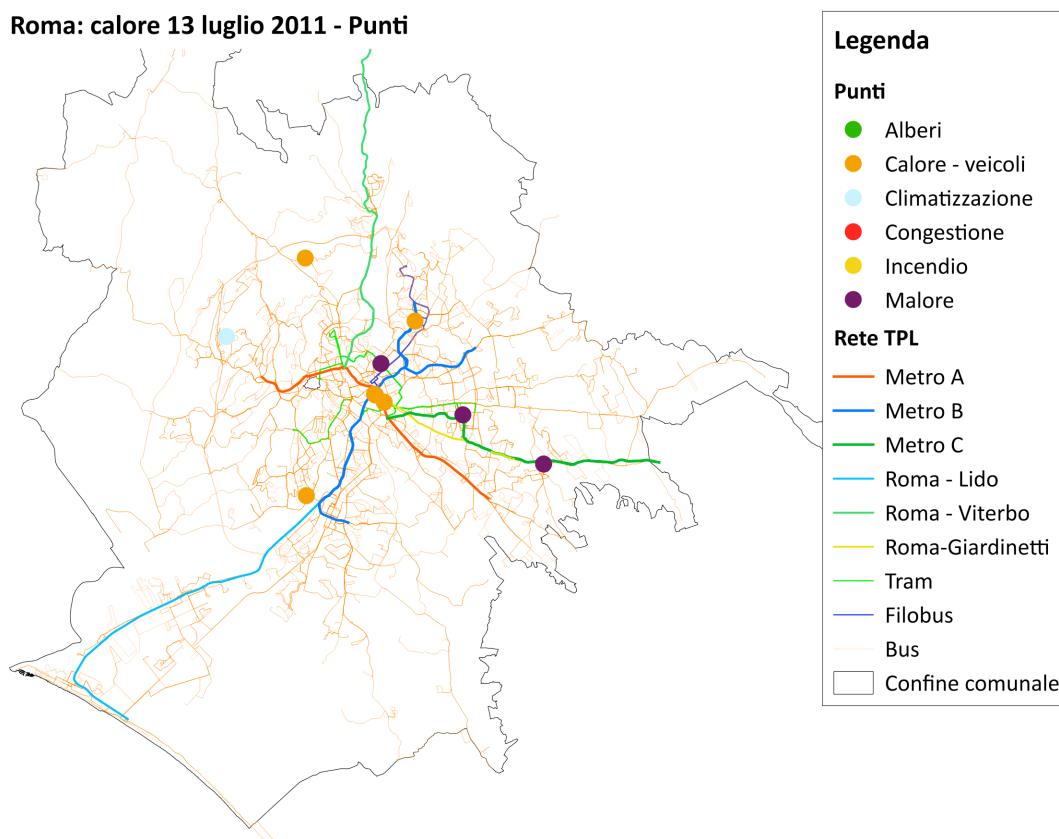 Roma: calore 13 luglio 2011 - Punti
Legenda
Punti
Alberi
Calore - veicoli
Climatizzazione
Congestione
Incendio
Malore
Rete TPL
Metro A
Metro B
Metro C
Roma - Lido
Roma - Viterbo
Roma-Giardinetti
Tram
Filobus
Bus
Confine comunale